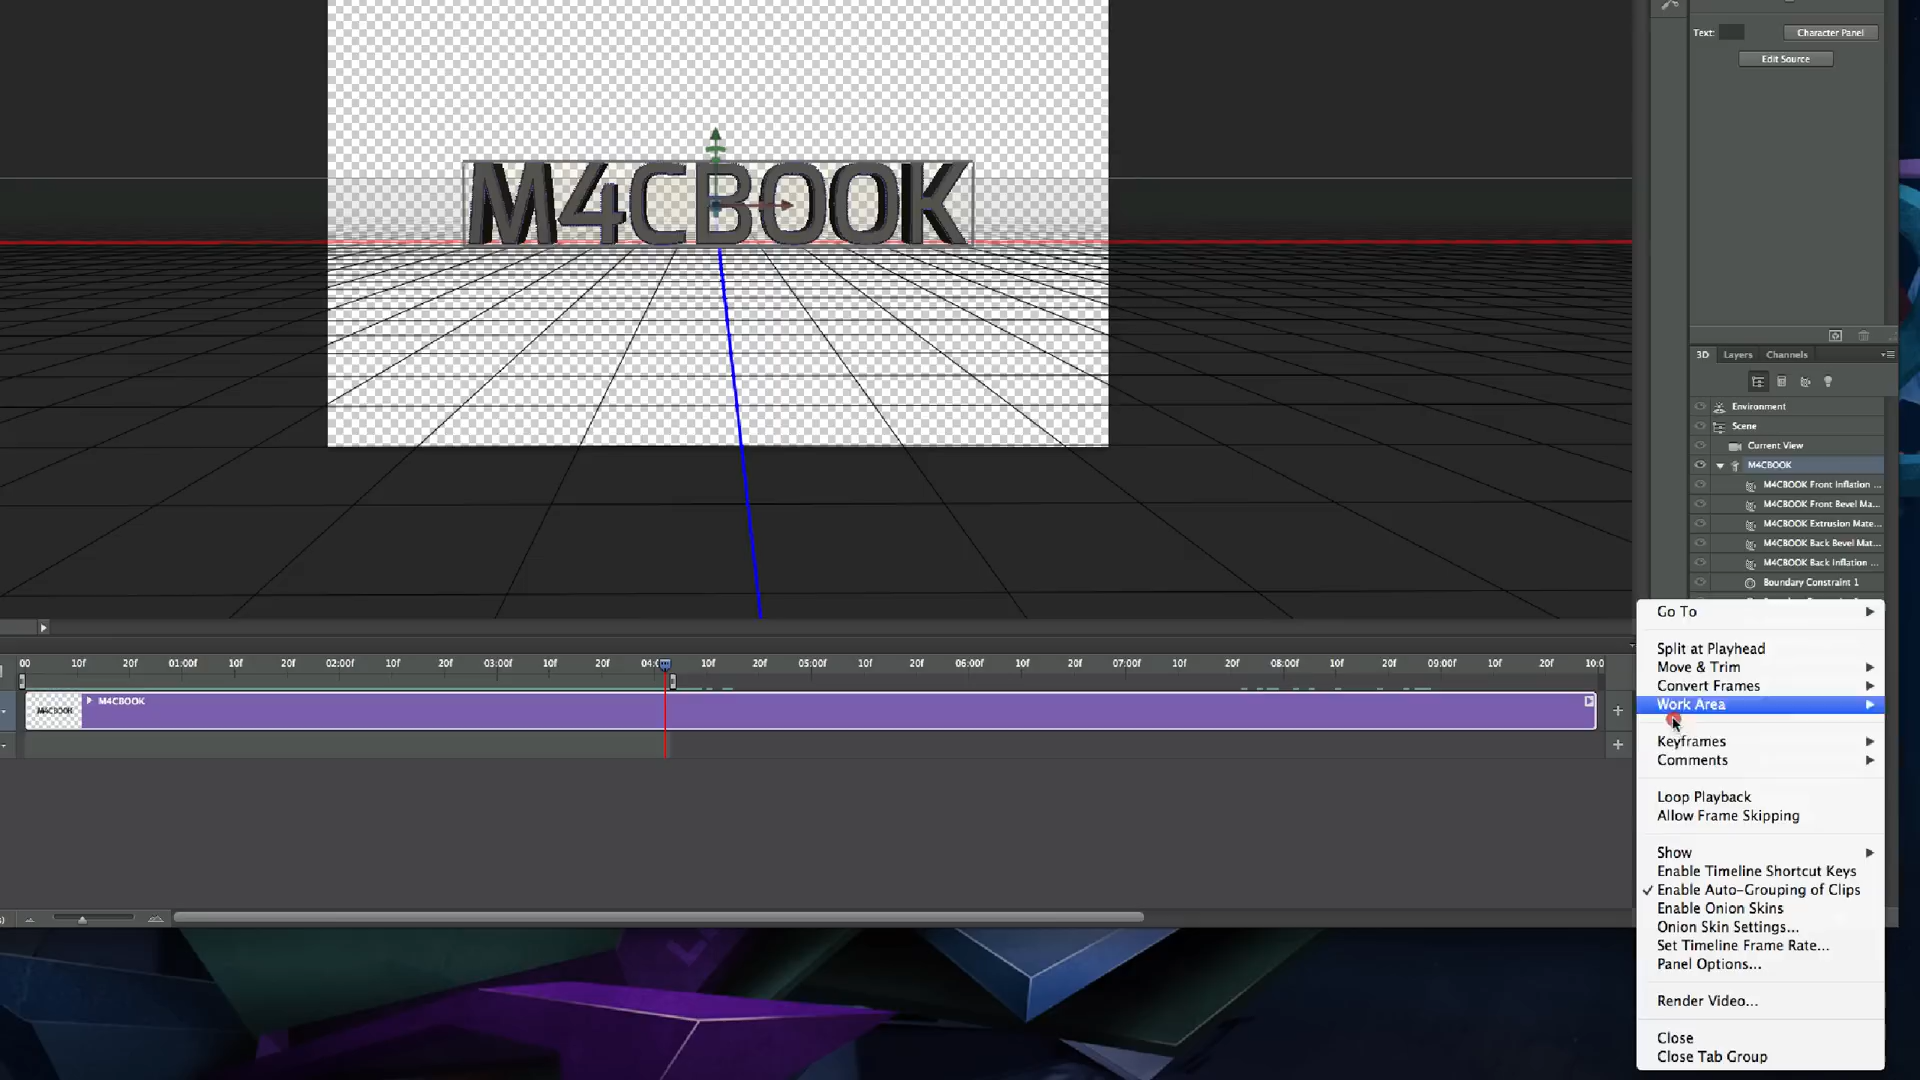 Text:
Character Panel
Edit Source
M4CBOOK
3D Layers Channels
Environment
Scene
Current View
M4CBOOK
M4CBOOK Front Inflation ...
M4CBOOK Front Bevel Ma...
M4CBOOK Extrusion Mate...
M4CBOOK Back Bevel Mat...
M4CBOOK Back Inflation ...
Boundary Constraint 1
Go To
Split at Playhead
Move & Trim
Convert Frames
Work Area
Keyframes
Comments
Loop Playback
Allow Frame Skipping
Show
Enable Timeline Shortcut Keys
Enable Auto-Grouping of Clips
Enable Onion Skins
Onion Skin Settings...
Set Timeline Frame Rate...
Panel Options...
Render Video...
Close
Close Tab Group
00 10f 20f 01:00f 10f 20f 02:00f 10f 20f 03:00f 10f 20f 10f 20f 05:00f 10f 20f 06:00f 10f 20f 07:00f 10f 20f 08:00f 10f 20f 09:00f 10f 20f
M4CBOOK M4CBOOK